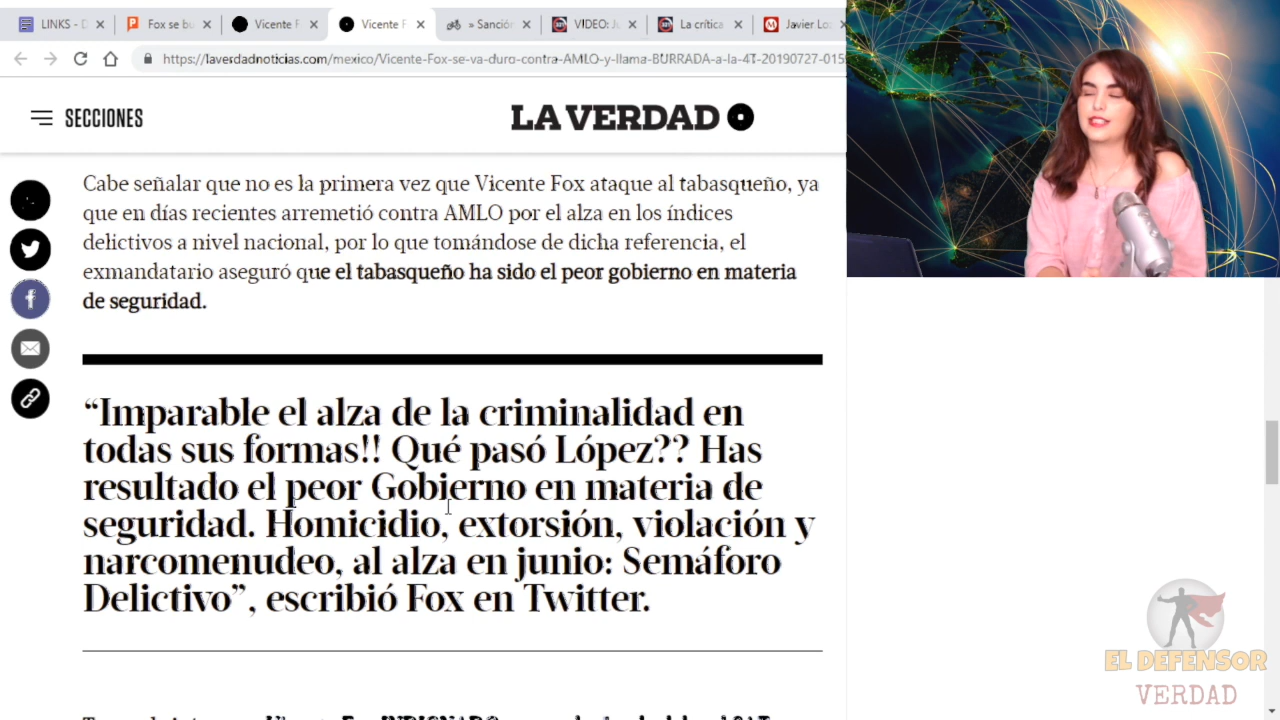 LINKS - D
Fox se bu
Vicente F
Vicente F
» Sanción
VIDEO: J
La crítica
Javier Lo
https://laverdadnoticias.com/mexico/Vicente-Fox-se-va-duro-contra-AMLO-y-llama-BURRADA-a-la-4T-20190727-015
SECCIONES
LA VERDAD
Cabe señalar que no es la primera vez que Vicente Fox ataque al tabasqueño, ya
que en días recientes arremetió contra AMLO por el alza en los índices
delictivos a nivel nacional, por lo que tomándose de dicha referencia, el
exmandatario aseguró que el tabasqueño ha sido el peor gobierno en materia
de seguridad.
“Imparable el alza de la criminalidad en
todas sus formas!! Qué pasó López?? Has
resultado el peor Gobierno en materia de
seguridad. Homicidio, extorsión, violación y
narcomenudeo, al alza en junio: Semáforo
Delictivo”, escribió Fox en Twitter.
EL DEFENSOR
VERDAD